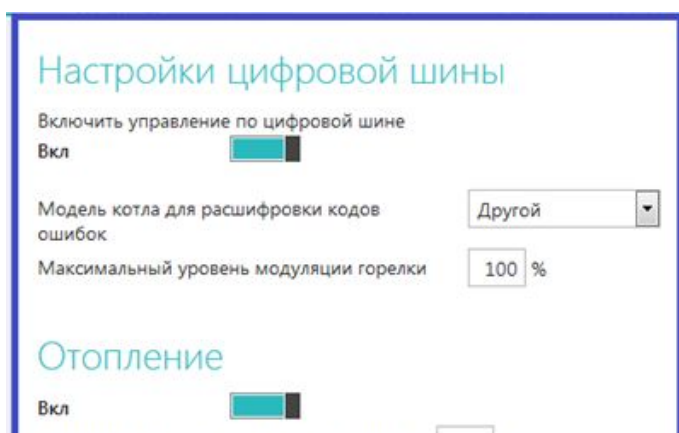 Настройки цифровой шины
Включить управление по цифровой шине
Вкл
Модель котла для расшифровки кодов
ошибок
Другой
Максимальный уровень модуляции горелки
100 %
Отопление
Вкл